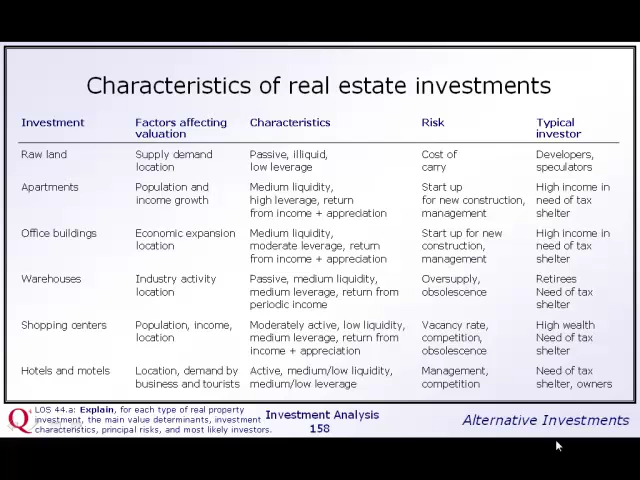 Characteristics of real estate investments
Investment Factors affecting valuation Characteristics Risk Typical investor
Raw land Supply demand location Passive, illiquid, low leverage Cost of carry Developers, speculators
Apartments Population and income growth Medium liquidity, high leverage, return from income + appreciation Start up for new construction, management High income in need of tax shelter
Office buildings Economic expansion location Medium liquidity, moderate leverage, return from income + appreciation Start up for new construction, management High income in need of tax shelter
Warehouses Industry activity location Passive, medium liquidity, medium leverage, return from periodic income Oversupply, obsolescence Retirees Need of tax shelter
Shopping centers Population, income, location Moderately active, low liquidity, medium leverage, return from income + appreciation Vacancy rate, competition, obsolescence High wealth Need of tax shelter
Hotels and motels Location, demand by business and tourists Active, medium/low liquidity, medium/low leverage Management, competition Need of tax shelter, owners
Q
LOS 44.a: Explain, for each type of real property
investment, the main value determinants, investment
characteristics, principal risks, and most likely investors.
Investment Analysis
158
Alternative Investments